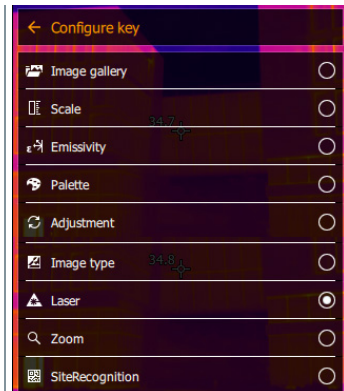 Configure key
Image gallery
Scale
34.7
Emissivity
Palette
Adjustment
Image type
34.8
Laser
Zoom
SiteRecognition